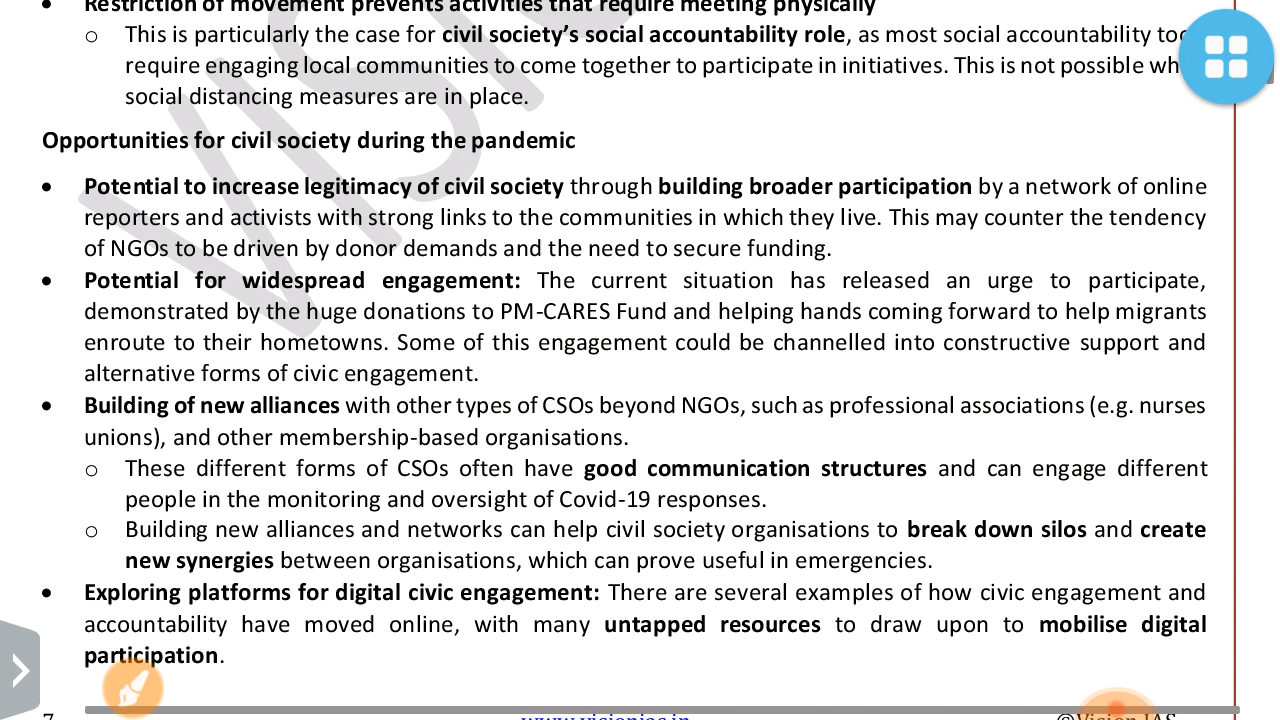 • Restriction of movement prevents activities that require meeting physically
o This is particularly the case for civil society's social accountability role, as most social accountability
require engaging local communities to come together to participate in initiatives. This is not possible
social distancing measures are in place.
Opportunities for civil society during the pandemic
• Potential to increase legitimacy of civil society through building broader participation by a network of online
reporters and activists with strong links to the communities in which they live. This may counter the tendency
of NGOs to be driven by donor demands and the need to secure funding.
• Potential for widespread engagement: The current situation has released an urge to participate,
demonstrated by the huge donations to PM-CARES Fund and helping hands coming forward to help migrants
enroute to their hometowns. Some of this engagement could be channelled into constructive support and
alternative forms of civic engagement.
• Building of new alliances with other types of CSOs beyond NGOs, such as professional associations (e.g. nurses
unions), and other membership-based organisations.
o These different forms of CSOs often have good communication structures and can engage different
people in the monitoring and oversight of Covid-19 responses.
o Building new alliances and networks can help civil society organisations to break down silos and create
new synergies between organisations, which can prove useful in emergencies.
• Exploring platforms for digital civic engagement: There are several examples of how civic engagement and
accountability have moved online, with many untapped resources to draw upon to mobilise digital
participation.
7 www.visionias.in @Vision IAS